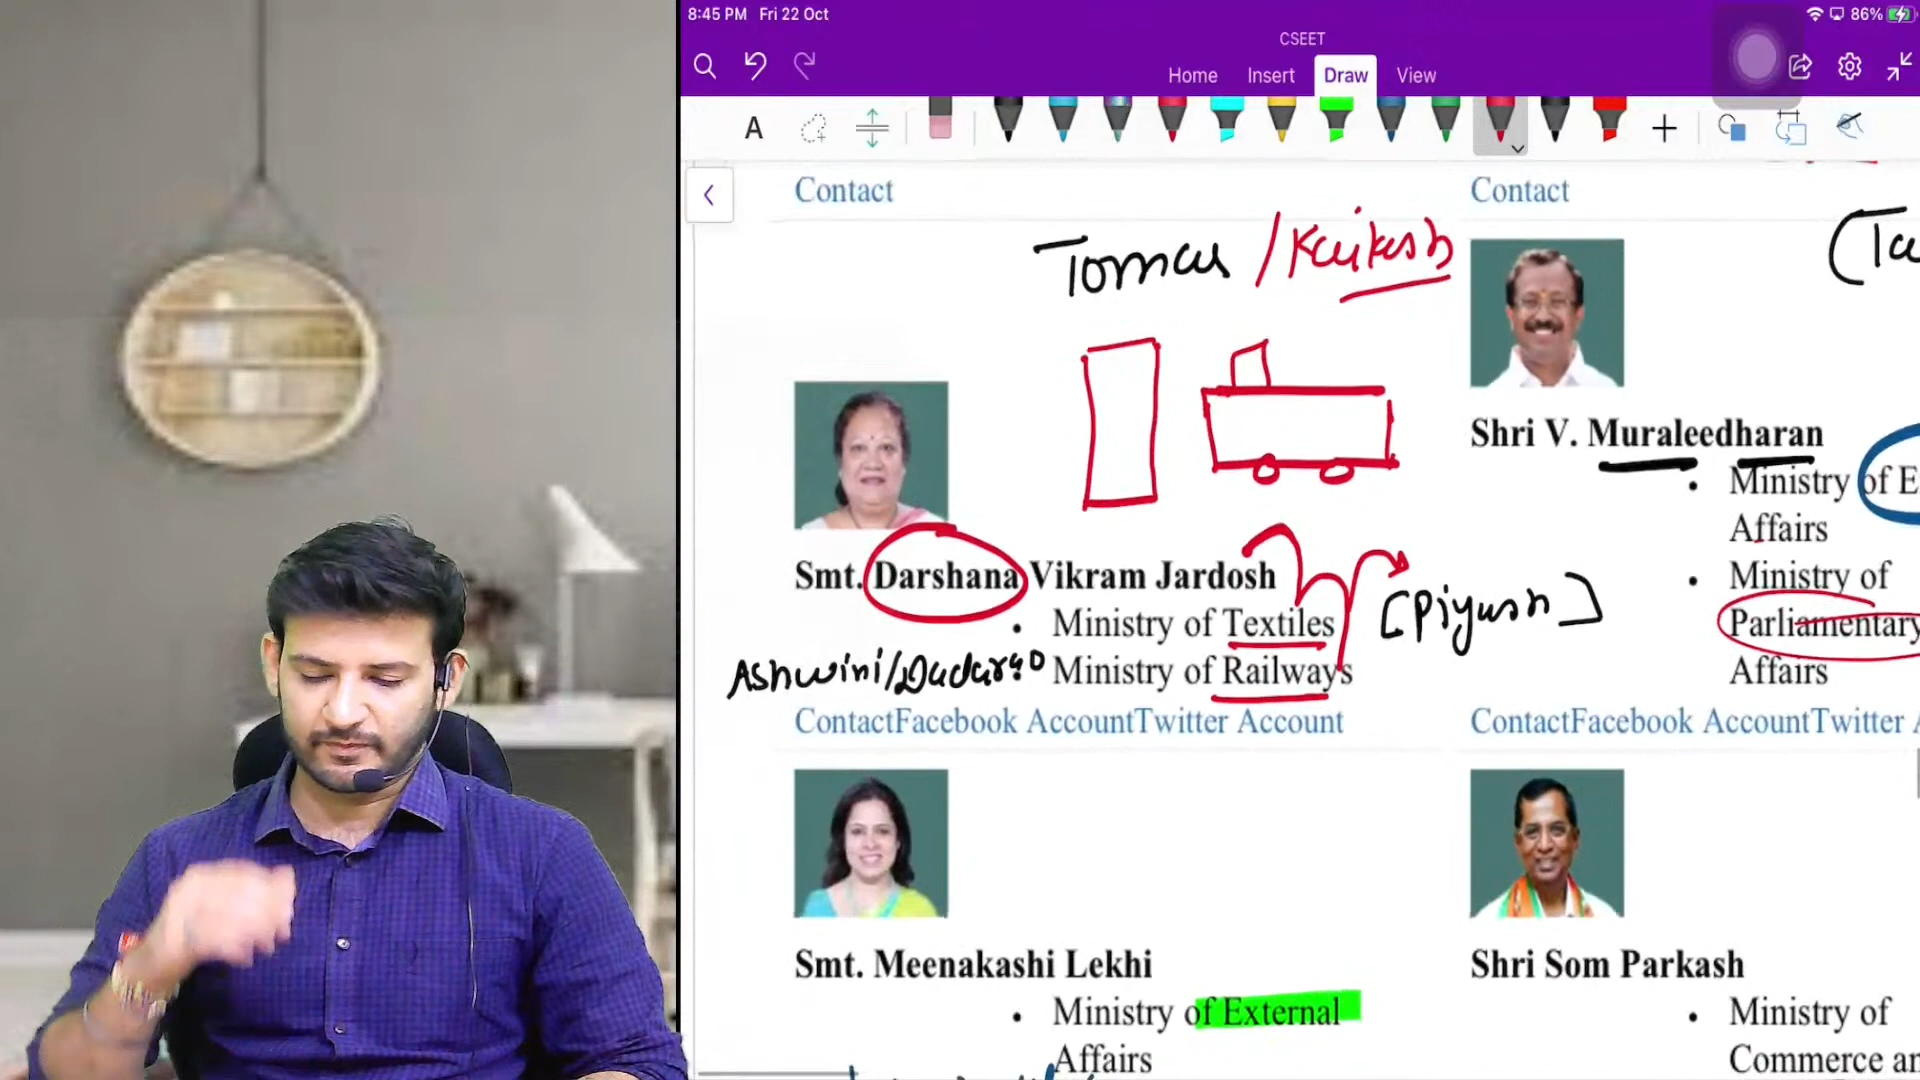 8:45 PM Fri 22 Oct
86%
CSEET
Home Insert Draw View
A
Contact
Contact
Tomar /Kailash
(Ta
Shri V. Muraleedharan
Ministry of E
Affairs
Ministry of
Parliamentary
Affairs
Smt. Darshana Vikram Jardosh
Ministry of Textiles
[Piyush]
Ashwini/
Ministry of Railways
ContactFacebook AccountTwitter Account
ContactFacebook AccountTwitter A
Smt. Meenakashi Lekhi
Ministry of External
Affairs
Shri Som Parkash
Ministry of
Commerce an